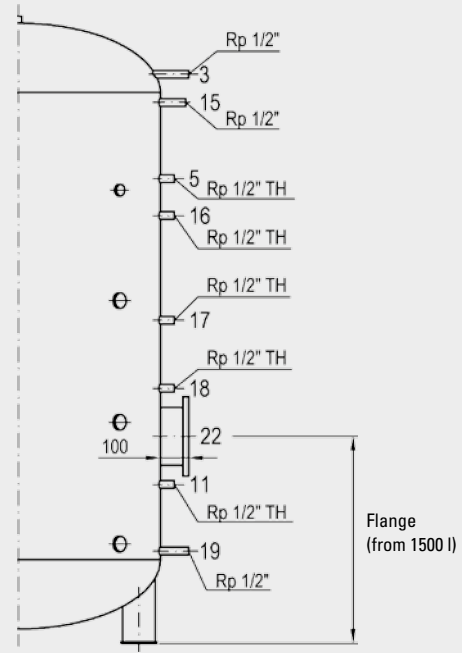 Rp 1/2"
3
15
Rp 1/2"
5
Rp 1/2" TH
16
Rp 1/2" TH
Rp 1/2" TH
17
Rp 1/2" TH
18
22
100
11
Rp 1/2" TH
Flange
(from 1500 l)
19
Rp 1/2"